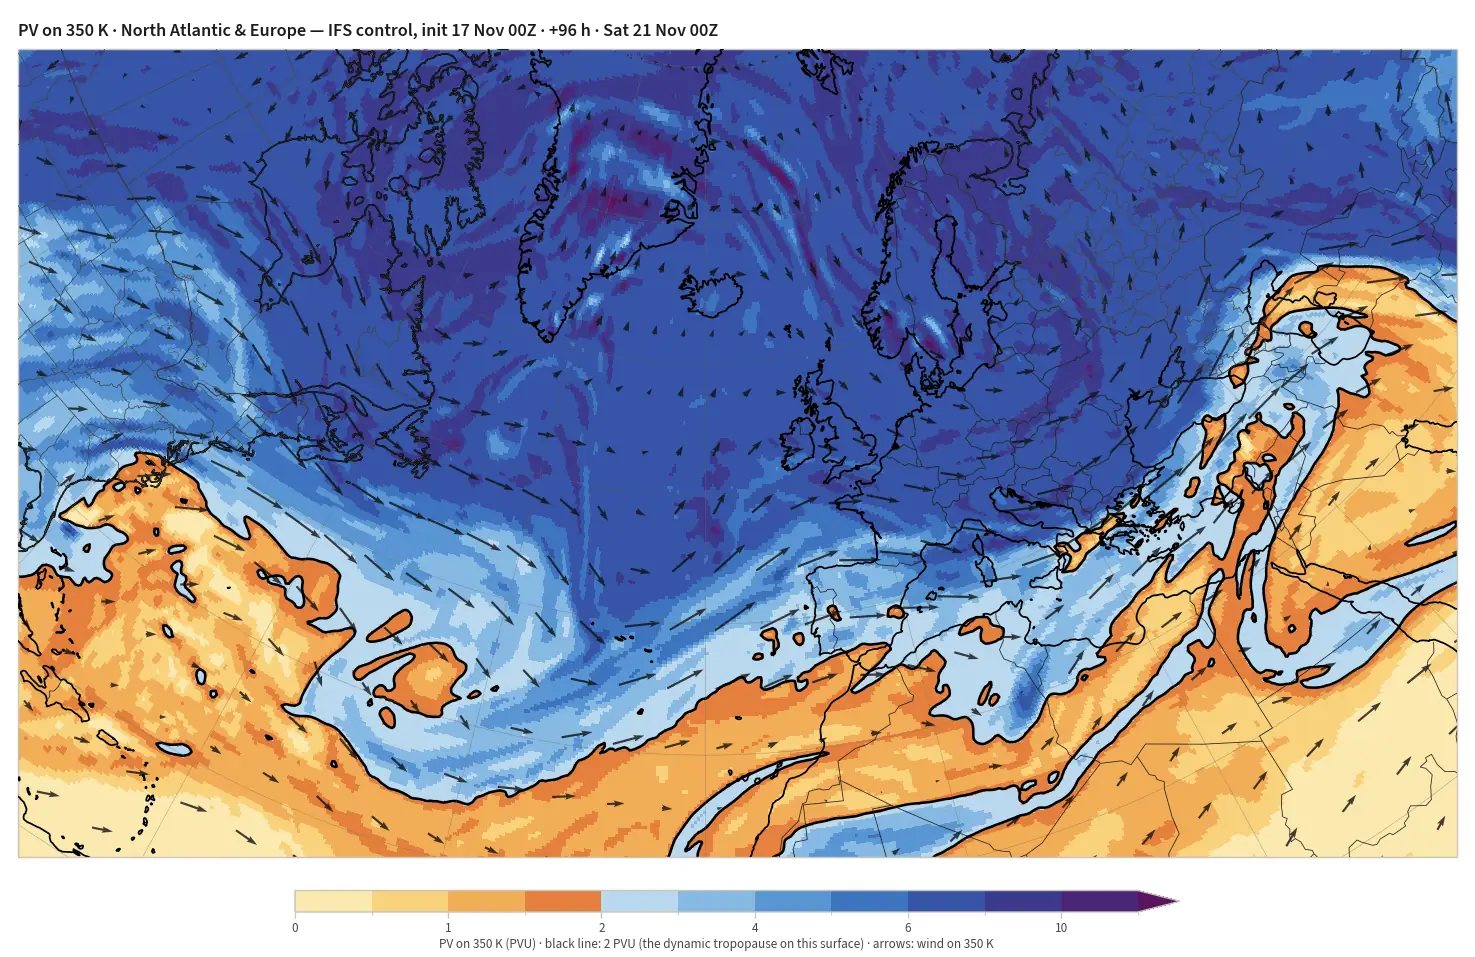 PV on 350 K · North Atlantic & Europe — IFS control, init 17 Nov 00Z · +96 h · Sat 21 Nov 00Z
0 1 2 4 6 10
PV on 350 K (PVU) · black line: 2 PVU (the dynamic tropopause on this surface) · arrows: wind on 350 K